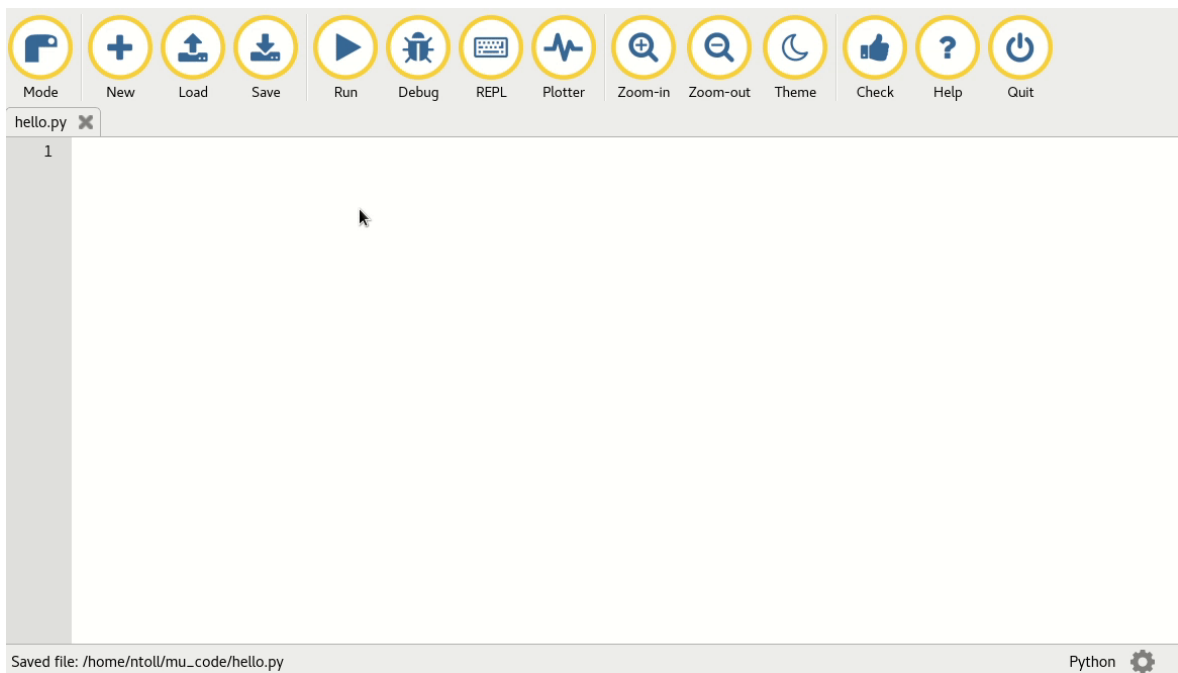 Mode New Load Save Run Debug REPL Plotter Zoom-in Zoom-out Theme Check Help Quit
hello.py
1
Saved file: /home/ntoll/mu_code/hello.py Python